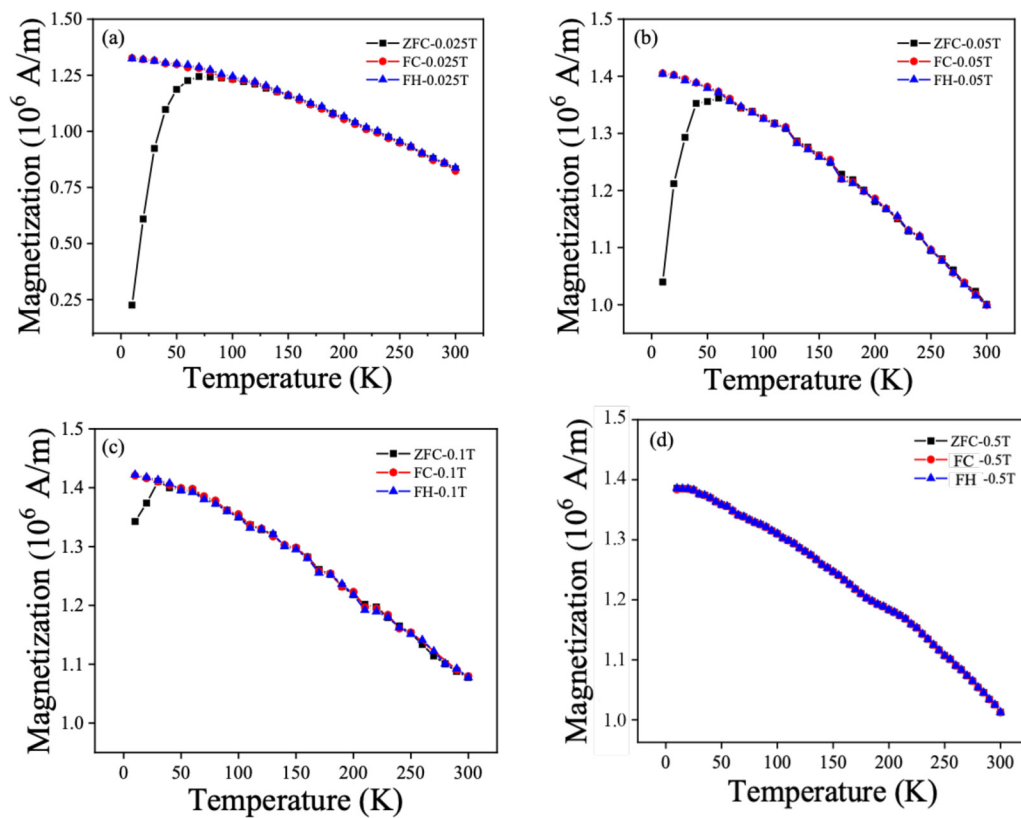 (a)
ZFC-0.025T
FC-0.025T
FH-0.025T
Magnetization (10⁶ A/m)
1.50
1.25
1.00
0.75
0.50
0.25
0 50 100 150 200 250 300
Temperature (K)
(b)
ZFC-0.05T
FC-0.05T
FH-0.05T
Magnetization (10⁶ A/m)
1.5
1.4
1.3
1.2
1.1
1.0
0 50 100 150 200 250 300
Temperature (K)
(c)
ZFC-0.1T
FC-0.1T
FH-0.1T
Magnetization (10⁶ A/m)
1.5
1.4
1.3
1.2
1.1
1.0
0 50 100 150 200 250 300
Temperature (K)
(d)
ZFC-0.5T
FC -0.5T
FH -0.5T
Magnetization (10⁶ A/m)
1.5
1.4
1.3
1.2
1.1
1.0
0 50 100 150 200 250 300
Temperature (K)